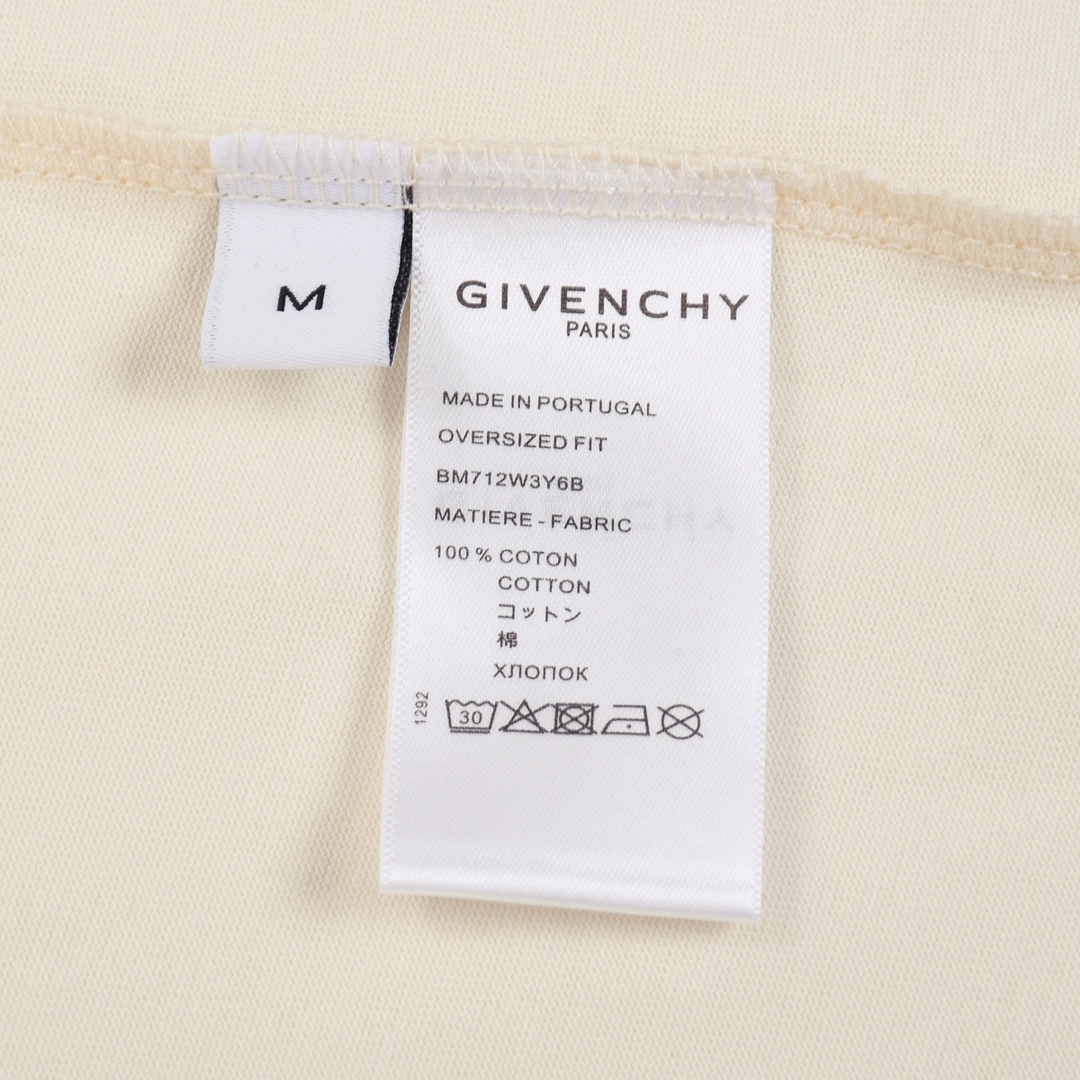 M
GIVENCHY
PARIS
MADE IN PORTUGAL
OVERSIZED FIT
BM712W3Y6B
MATIERE - FABRIC
100 % COTON
COTTON
コットン
棉
ХЛОПОК
1292
30